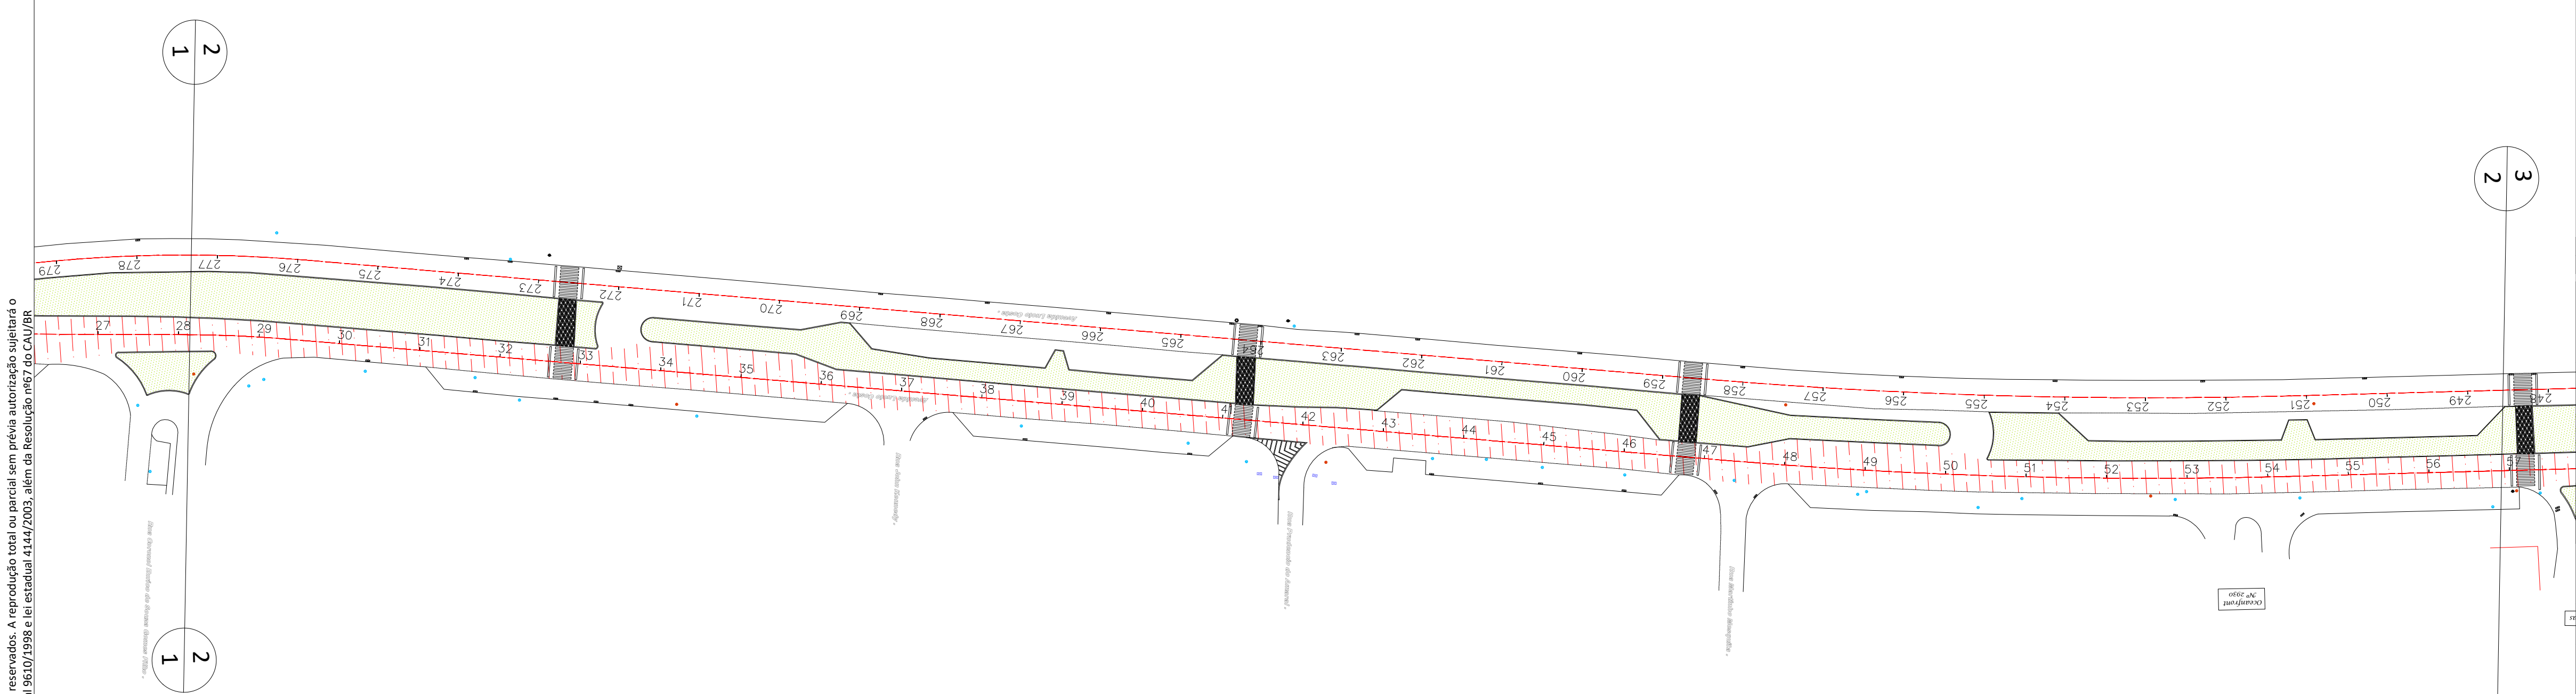 reservados. A reprodução total ou parcial sem prévia autorização sujeitará o
l 9610/1998 e lei estadual 4144/2003, além da Resolução nº67 do CAU/BR
1 2
2 3
279 278 277 276 275 274 273 272 271 270 269 268 267 266 265 264 263 262 261 260 259 258 257 256 255 254 253 252 251 250 249 248
27 28 29 30 31 32 33 34 35 36 37 38 39 40 41 42 43 44 45 46 47 48 49 50 51 52 53 54 55 56 57
Oceanfront
Nº 2930
1 2